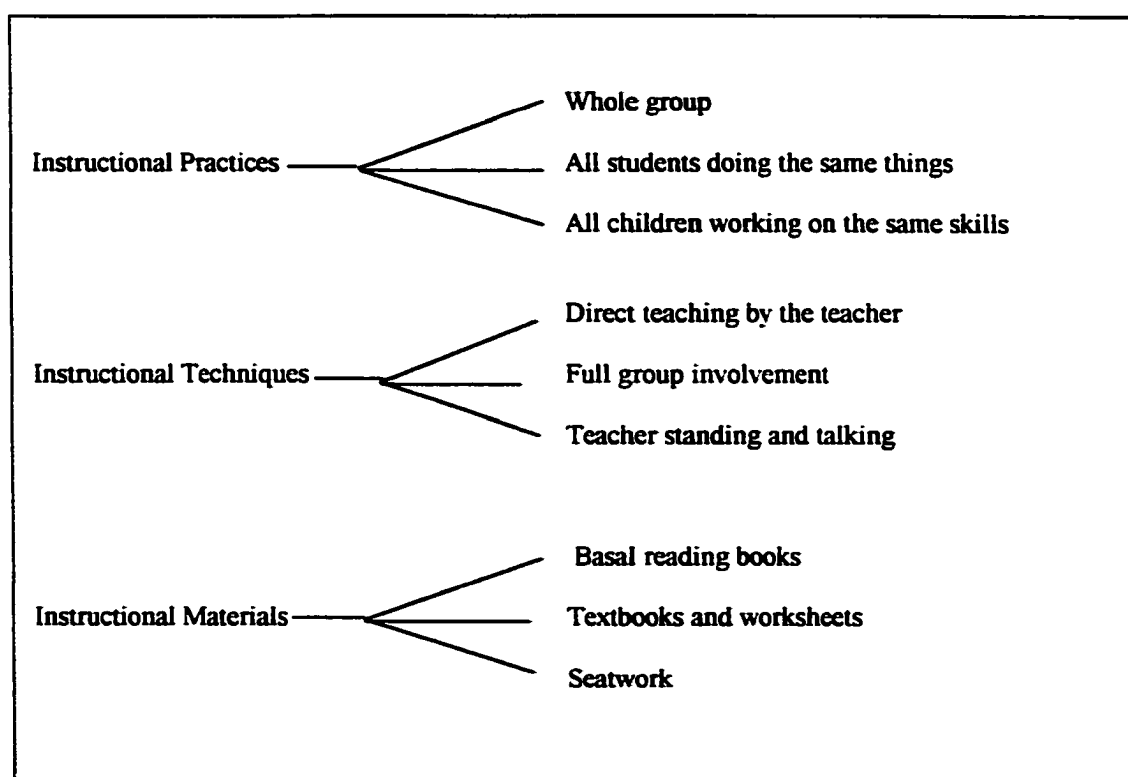 Whole group
Instructional Practices
All students doing the same things
All children working on the same skills
Direct teaching by the teacher
Instructional Techniques
Full group involvement
Teacher standing and talking
Basal reading books
Instructional Materials
Textbooks and worksheets
Seatwork